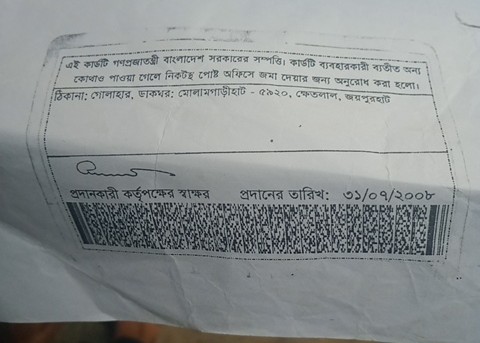 এই কার্ডটি গণপ্রজাতন্ত্রী বাংলাদেশ সরকারের সম্পত্তি। কার্ডটি ব্যবহারকারী ব্যতীত অন্য
কোথাও পাওয়া গেলে নিকটস্থ পোষ্ট অফিসে জমা দেয়ার জন্য অনুরোধ করা হলো।
ঠিকানা: গোলাহার, ডাকঘর: মোলামগাড়ীহাট - ৫৯২০, ক্ষেতলাল, জয়পুরহাট
প্রদানকারী কর্তৃপক্ষের স্বাক্ষর প্রদানের তারিখ: ৩১/০৭/২০০৮